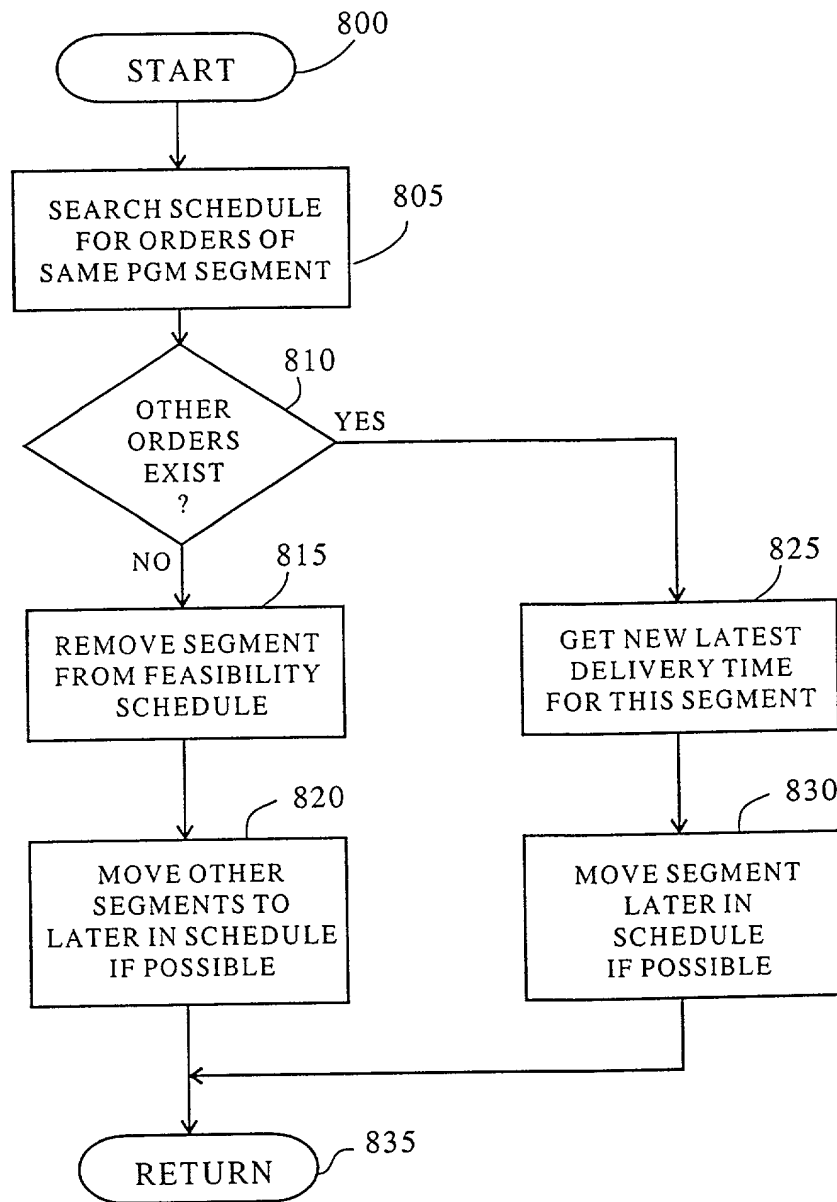 800
START
805
SEARCH SCHEDULE
FOR ORDERS OF
SAME PGM SEGMENT
810
OTHER
ORDERS
EXIST
?
YES
NO
815
REMOVE SEGMENT
FROM FEASIBILITY
SCHEDULE
825
GET NEW LATEST
DELIVERY TIME
FOR THIS SEGMENT
820
MOVE OTHER
SEGMENTS TO
LATER IN SCHEDULE
IF POSSIBLE
830
MOVE SEGMENT
LATER IN
SCHEDULE
IF POSSIBLE
835
RETURN